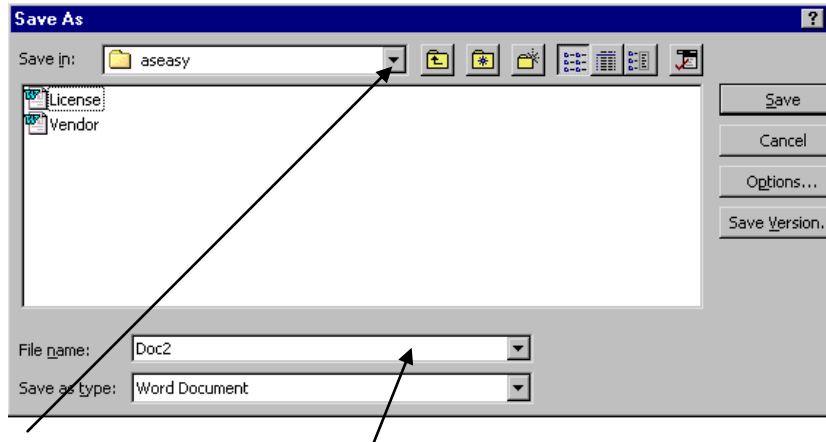 Save As ?
Save in: aseasy
License
Vendor
Save
Cancel
Options...
Save Version.
File name: Doc2
Save as type: Word Document